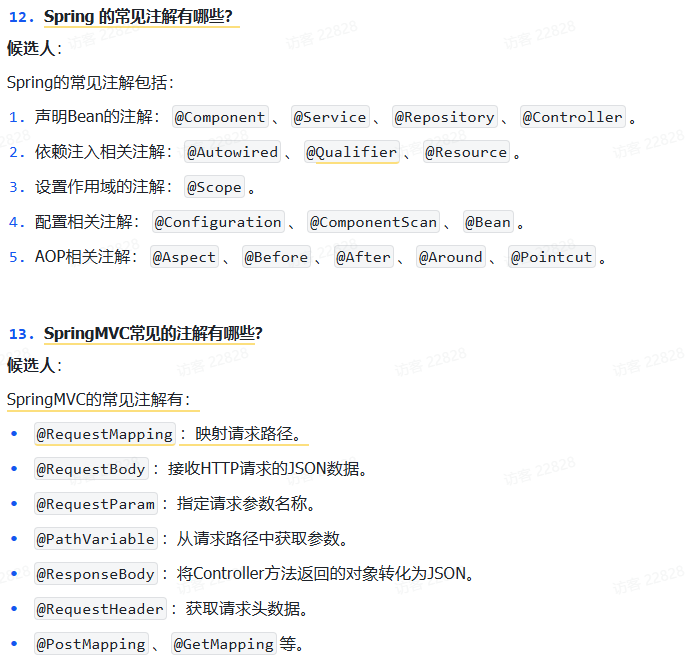 12. Spring 的常见注解有哪些？
候选人：
Spring的常见注解包括：
1. 声明Bean的注解： @Component 、 @Service 、 @Repository 、 @Controller 。
2. 依赖注入相关注解： @Autowired 、 @Qualifier 、 @Resource 。
3. 设置作用域的注解： @Scope 。
4. 配置相关注解： @Configuration 、 @ComponentScan 、 @Bean 。
5. AOP相关注解： @Aspect 、 @Before 、 @After 、 @Around 、 @Pointcut 。
13. SpringMVC常见的注解有哪些?
候选人：
SpringMVC的常见注解有：
• @RequestMapping ：映射请求路径。
• @RequestBody ：接收HTTP请求的JSON数据。
• @RequestParam ：指定请求参数名称。
• @PathVariable ：从请求路径中获取参数。
• @ResponseBody ：将Controller方法返回的对象转化为JSON。
• @RequestHeader ：获取请求头数据。
• @PostMapping 、 @GetMapping 等。
访客 22828